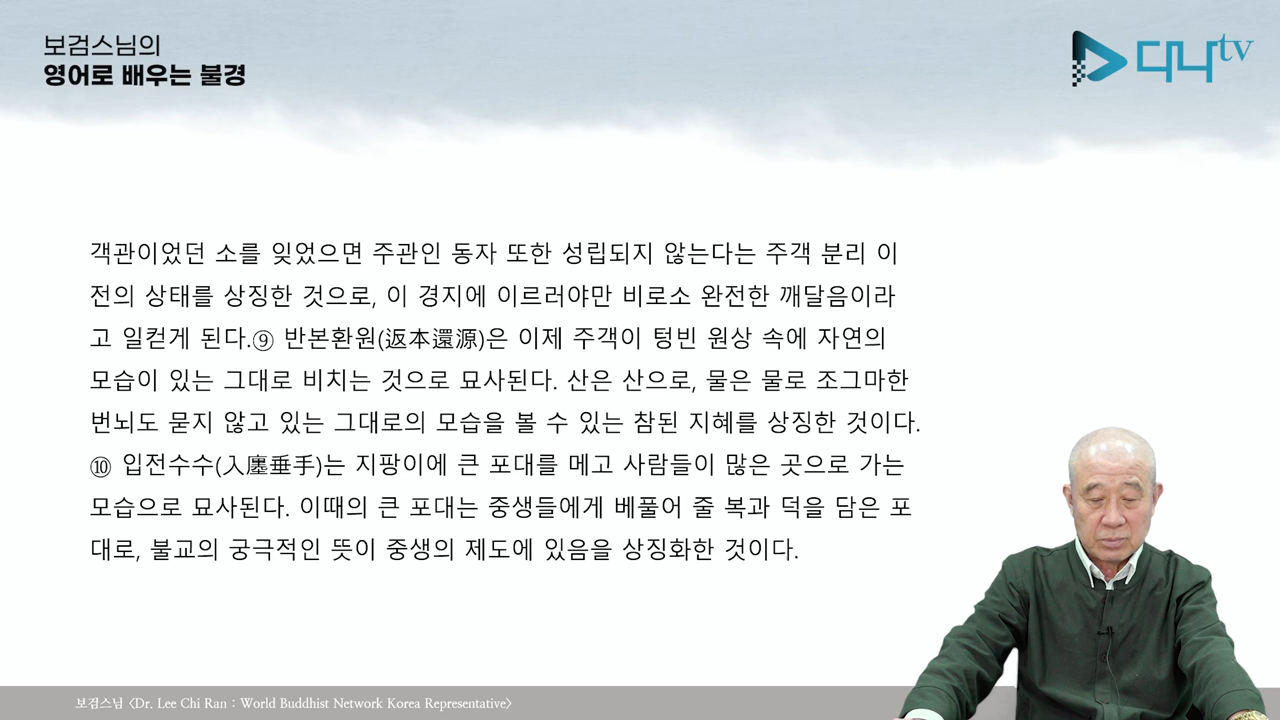 보검스님의
영어로 배우는 불경
디나tv
객관이었던 소를 잊었으면 주관인 동자 또한 성립되지 않는다는 주객 분리 이
전의 상태를 상징한 것으로, 이 경지에 이르러야만 비로소 완전한 깨달음이라
고 일컫게 된다.⑨ 반본환원(返本還源)은 이제 주객이 텅빈 원상 속에 자연의
모습이 있는 그대로 비치는 것으로 묘사된다. 산은 산으로, 물은 물로 조그마한
번뇌도 묻지 않고 있는 그대로의 모습을 볼 수 있는 참된 지혜를 상징한 것이다.
⑩ 입전수수(入廛垂手)는 지팡이에 큰 포대를 메고 사람들이 많은 곳으로 가는
모습으로 묘사된다. 이때의 큰 포대는 중생들에게 베풀어 줄 복과 덕을 담은 포
대로, 불교의 궁극적인 뜻이 중생의 제도에 있음을 상징화한 것이다.
보검스님 <Dr. Lee Chi Ran : World Buddhist Network Korea Representative>